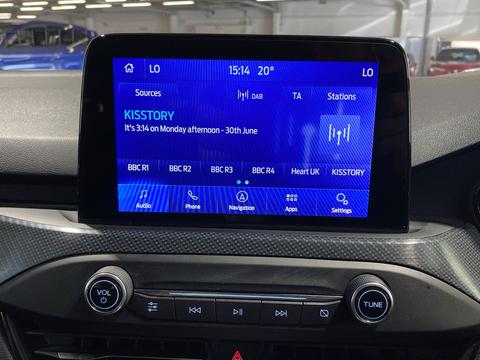 LO 15:14 20° LO
Sources DAB TA Stations
KISSTORY
It's 3:14 on Monday afternoon - 30th June
BBC R1 BBC R2 BBC R3 BBC R4 Heart UK KISSTORY
Audio Phone Navigation Apps Settings
VOL TUNE